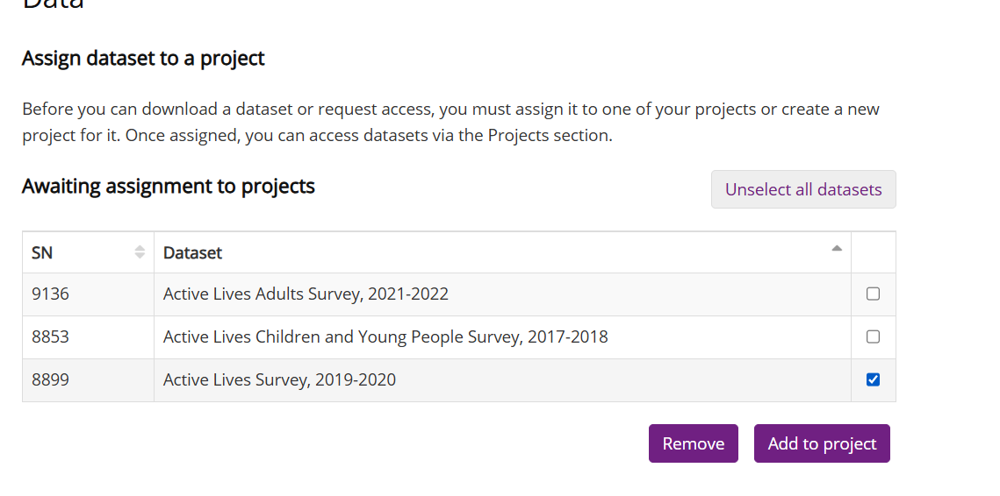 Data
Assign dataset to a project
Before you can download a dataset or request access, you must assign it to one of your projects or create a new
project for it. Once assigned, you can access datasets via the Projects section.
Awaiting assignment to projects
Unselect all datasets
SN Dataset
9136 Active Lives Adults Survey, 2021-2022
8853 Active Lives Children and Young People Survey, 2017-2018
8899 Active Lives Survey, 2019-2020
Remove Add to project